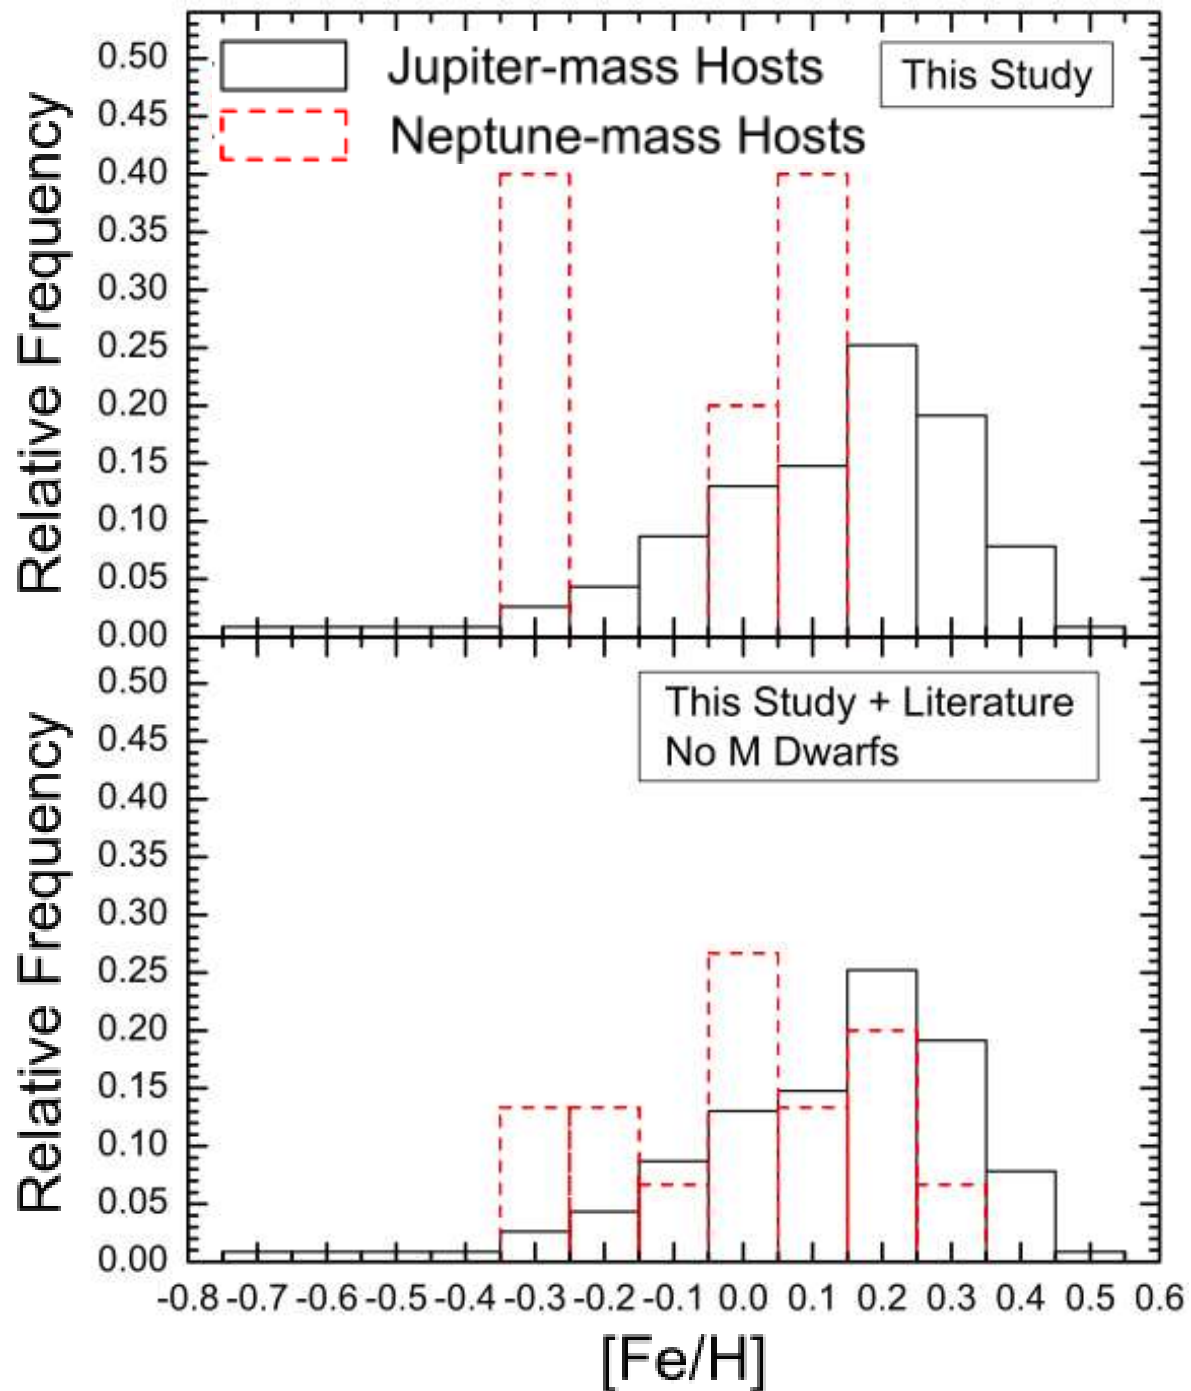 Jupiter-mass Hosts
This Study
Neptune-mass Hosts
Relative Frequency
0.50
0.45
0.40
0.35
0.30
0.25
0.20
0.15
0.10
0.05
0.00
This Study + Literature
No M Dwarfs
Relative Frequency
0.50
0.45
0.40
0.35
0.30
0.25
0.20
0.15
0.10
0.05
0.00
-0.8 -0.7 -0.6 -0.5 -0.4 -0.3 -0.2 -0.1 0.0 0.1 0.2 0.3 0.4 0.5 0.6
[Fe/H]